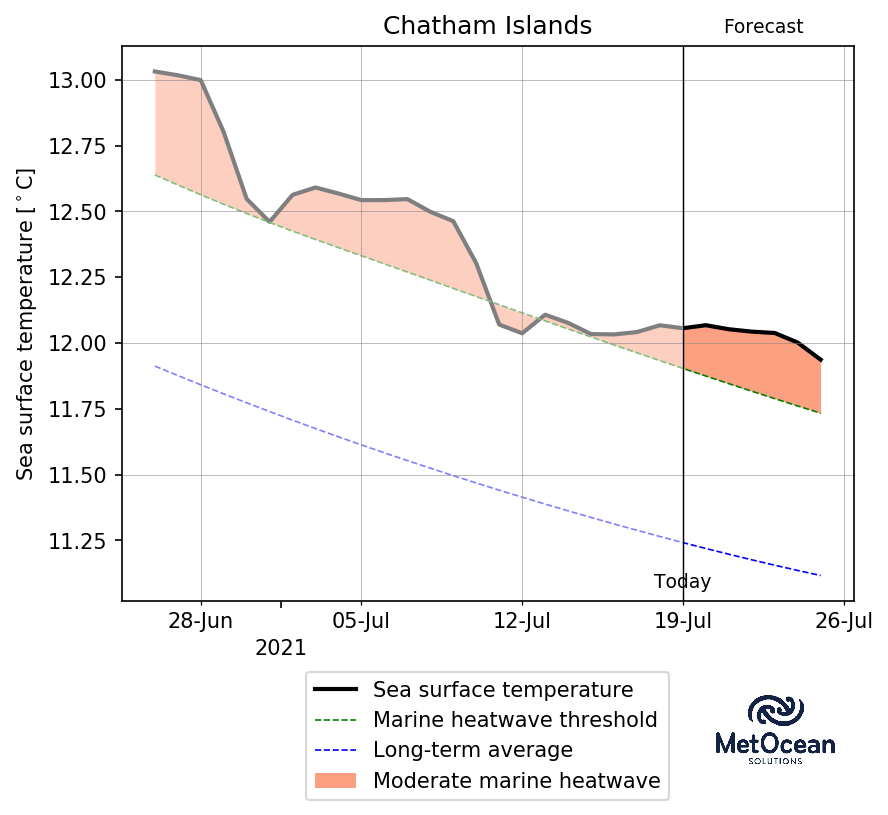 Chatham Islands
Forecast
Sea surface temperature [°C]
13.00
12.75
12.50
12.25
12.00
11.75
11.50
11.25
Today
28-Jun
05-Jul
12-Jul
19-Jul
26-Jul
2021
Sea surface temperature
Marine heatwave threshold
Long-term average
Moderate marine heatwave
MetOcean
SOLUTIONS